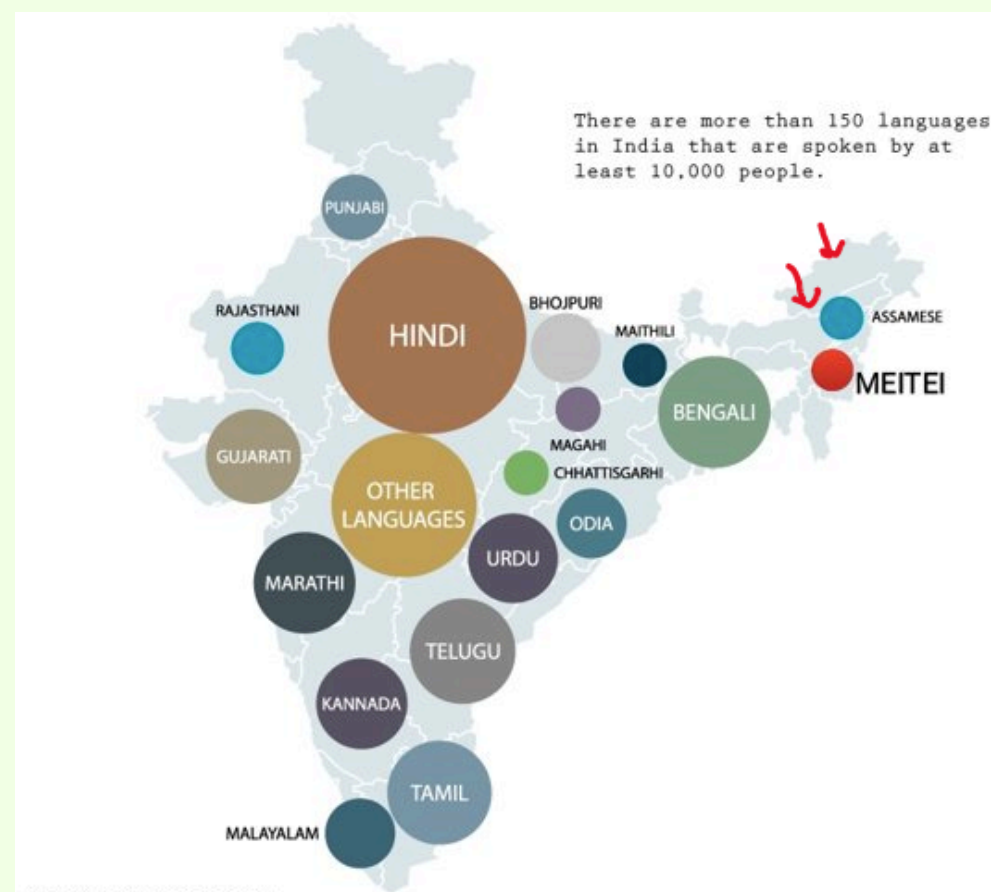 There are more than 150 languages
in India that are spoken by at
least 10,000 people.
PUNJABI
RAJASTHANI
HINDI
BHOJPURI
MAITHILI
ASSAMESE
MEITEI
BENGALI
MAGAHI
GUJARATI
CHHATTISGARHI
OTHER
LANGUAGES
ODIA
URDU
MARATHI
TELUGU
KANNADA
TAMIL
MALAYALAM